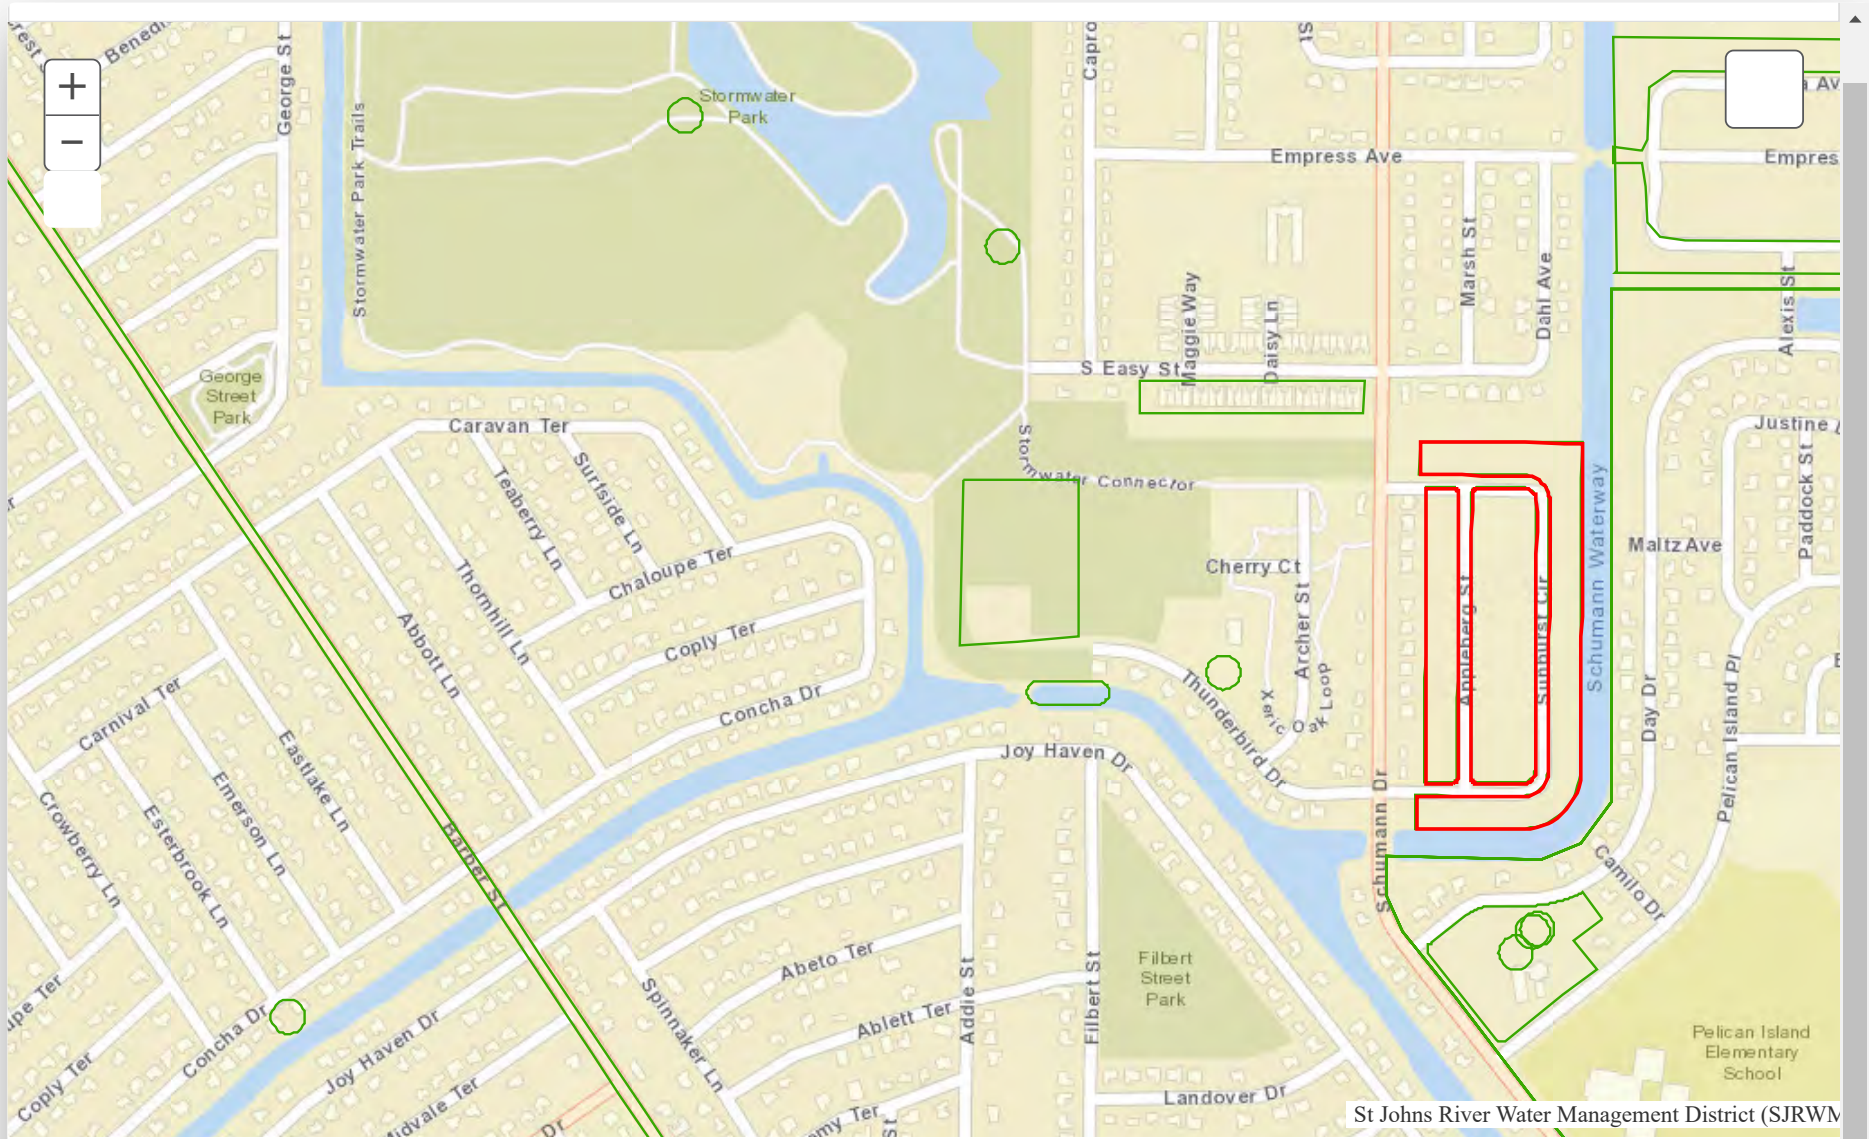 George St
Stormwater Park Trails
Stormwater
Park
Empress Ave
Marsh St
Dahl Ave
Maggie Way
Daisy Ln
S Easy St
Alexis St
George
Street
Park
Caravan Ter
Surfside Ln
Teaberry Ln
Chaloupe Ter
Thornhill Ln
Abbott Ln
Coply Ter
Concha Dr
Stormwater Connector
Cherry Ct
Archer St
Xeric Oak Loop
Thunderbird Dr
Appleberg St
Sunburst Cir
Schumann Waterway
Schumann Dr
Maltz Ave
Paddock St
Justine
Day Dr
Pelican Island Pl
Camilo Dr
Carnival Ter
Eastlake Ln
Emerson Ln
Esterbrook Ln
Crowberry Ln
Barber St
Joy Haven Dr
Abeto Ter
Ablett Ter
Addie St
Filbert St
Filbert
Street
Park
Spinnaker Ln
Concha Dr
Joy Haven Dr
Coply Ter
Midvale Ter
Landover Dr
Pelican Island
Elementary
School
St Johns River Water Management District (SJRWM